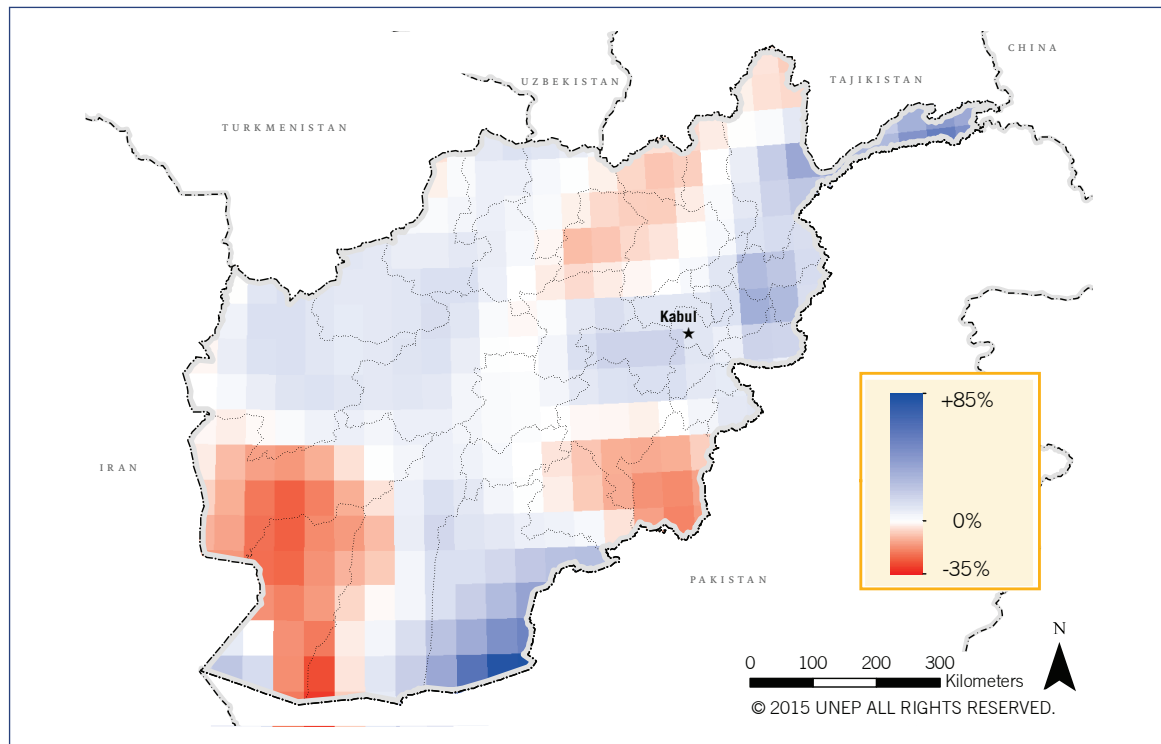 CHINA
UZBEKISTAN
TAJIKISTAN
TURKMENISTAN
Kabul
+85%
IRAN
0%
-35%
PAKISTAN
N
0 100 200 300
Kilometers
© 2015 UNEP ALL RIGHTS RESERVED.